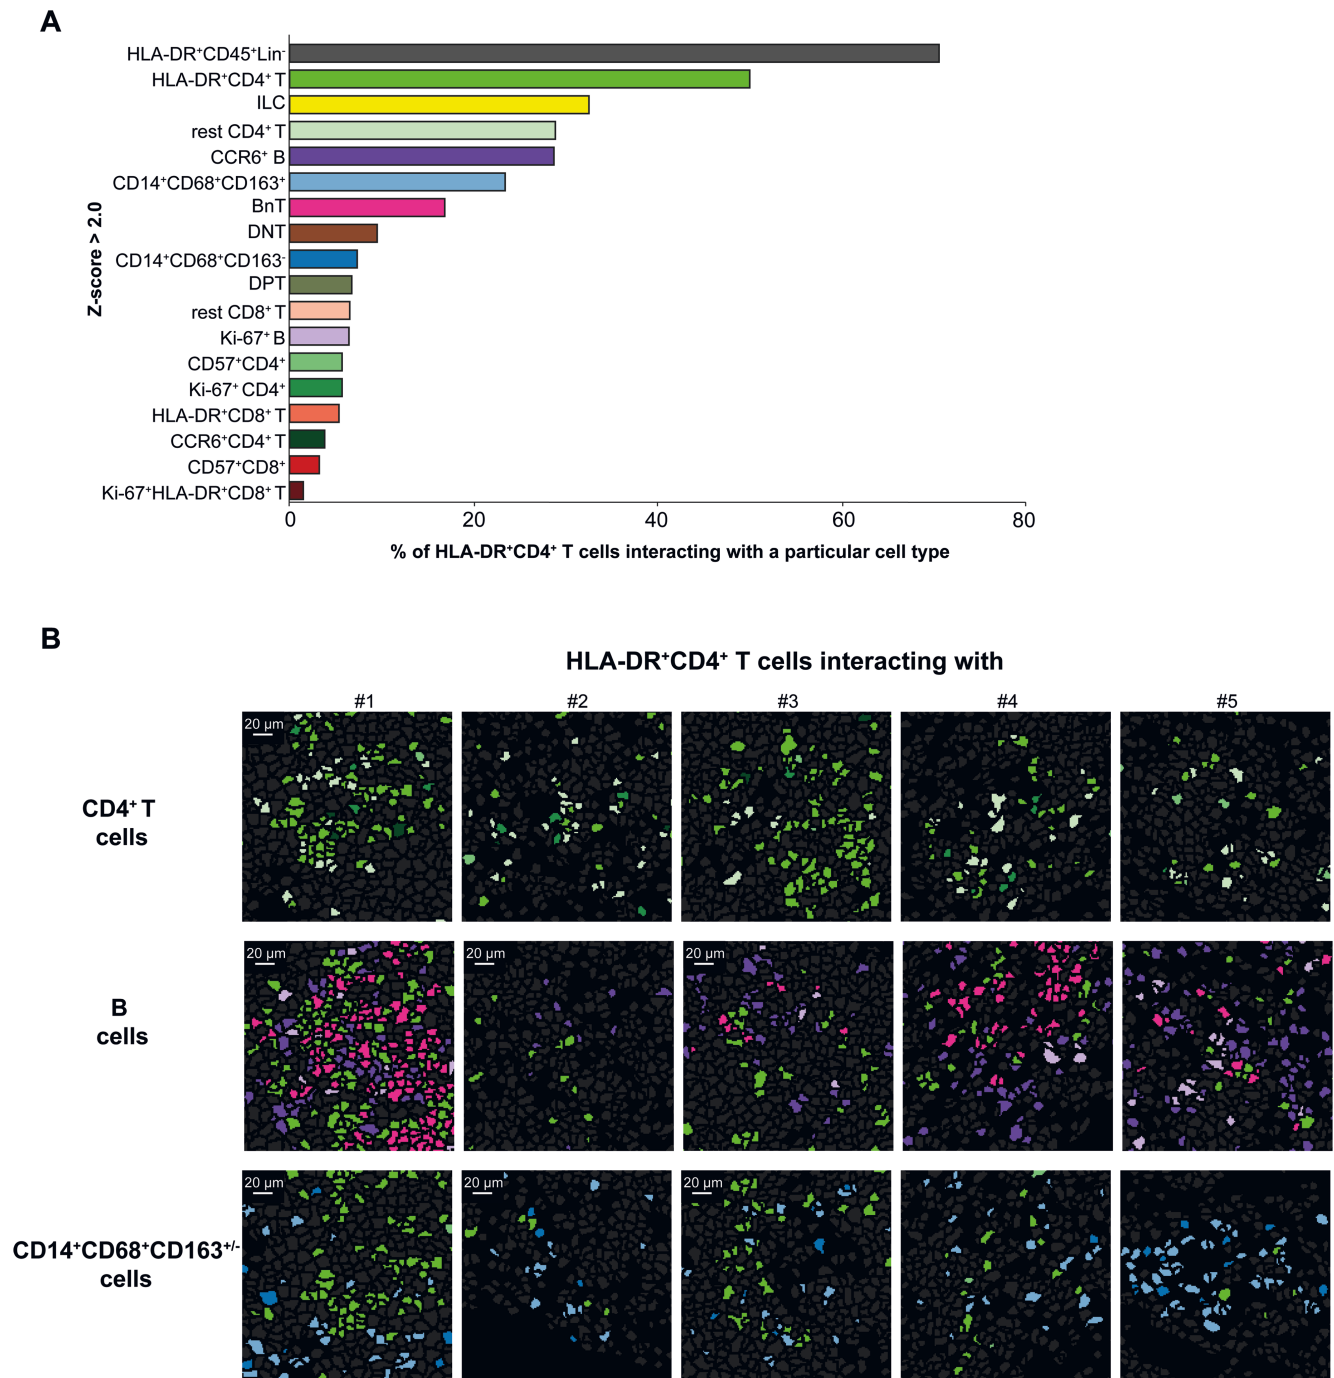 A
HLA-DR⁺CD45⁺Lin⁻
HLA-DR⁺CD4⁺ T
ILC
rest CD4⁺ T
CCR6⁺ B
CD14⁺CD68⁺CD163⁺
BnT
DNT
CD14⁺CD68⁺CD163⁻
DPT
rest CD8⁺ T
Ki-67⁺ B
CD57⁺CD4⁺
Ki-67⁺ CD4⁺
HLA-DR⁺CD8⁺ T
CCR6⁺CD4⁺ T
CD57⁺CD8⁺
Ki-67⁺HLA-DR⁺CD8⁺ T
Z-score > 2.0
0 20 40 60 80
% of HLA-DR⁺CD4⁺ T cells interacting with a particular cell type
B
HLA-DR⁺CD4⁺ T cells interacting with
#1 #2 #3 #4 #5
20 µm
CD4⁺ T
cells
20 µm 20 µm 20 µm
B
cells
20 µm 20 µm 20 µm
CD14⁺CD68⁺CD163⁺/⁻
cells